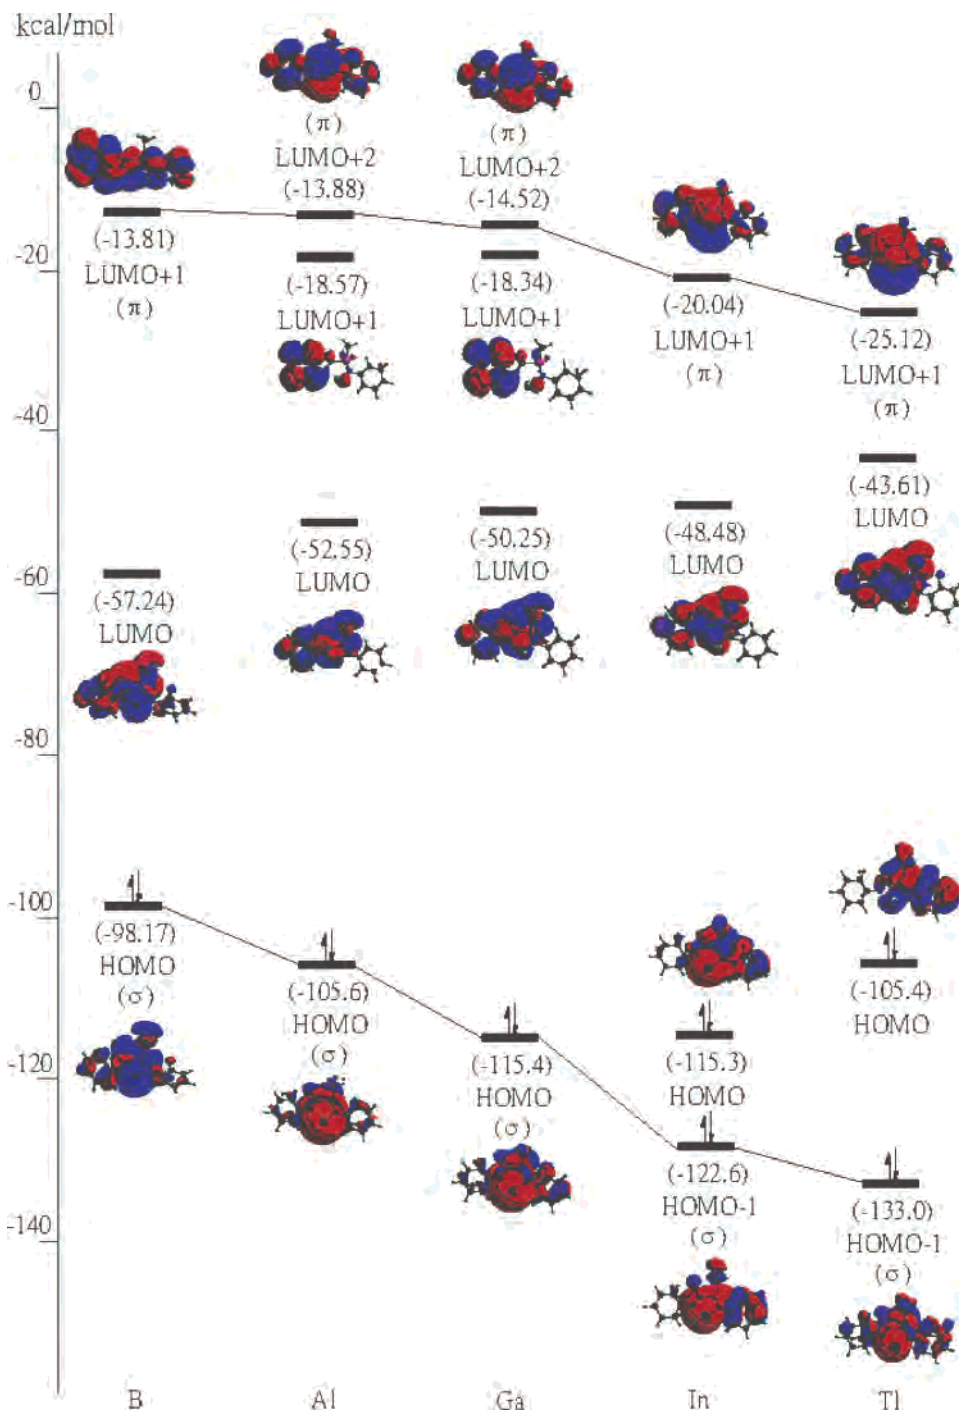 kcal/mol
0
-20
-40
-60
-80
-100
-120
-140
(-13.81)
LUMO+1
(π)
(-57.24)
LUMO
(-98.17)
HOMO
(σ)
B
(π)
LUMO+2
(-13.88)
(-18.57)
LUMO+1
(-52.55)
LUMO
(-105.6)
HOMO
(σ)
Al
(π)
LUMO+2
(-14.52)
(-18.34)
LUMO+1
(-50.25)
LUMO
(-115.4)
HOMO
(σ)
Ga
(-20.04)
LUMO+1
(π)
(-48.48)
LUMO
(-115.3)
HOMO
(-122.6)
HOMO-1
(σ)
In
(-25.12)
LUMO+1
(π)
(-43.61)
LUMO
(-105.4)
HOMO
(-133.0)
HOMO-1
(σ)
Tl